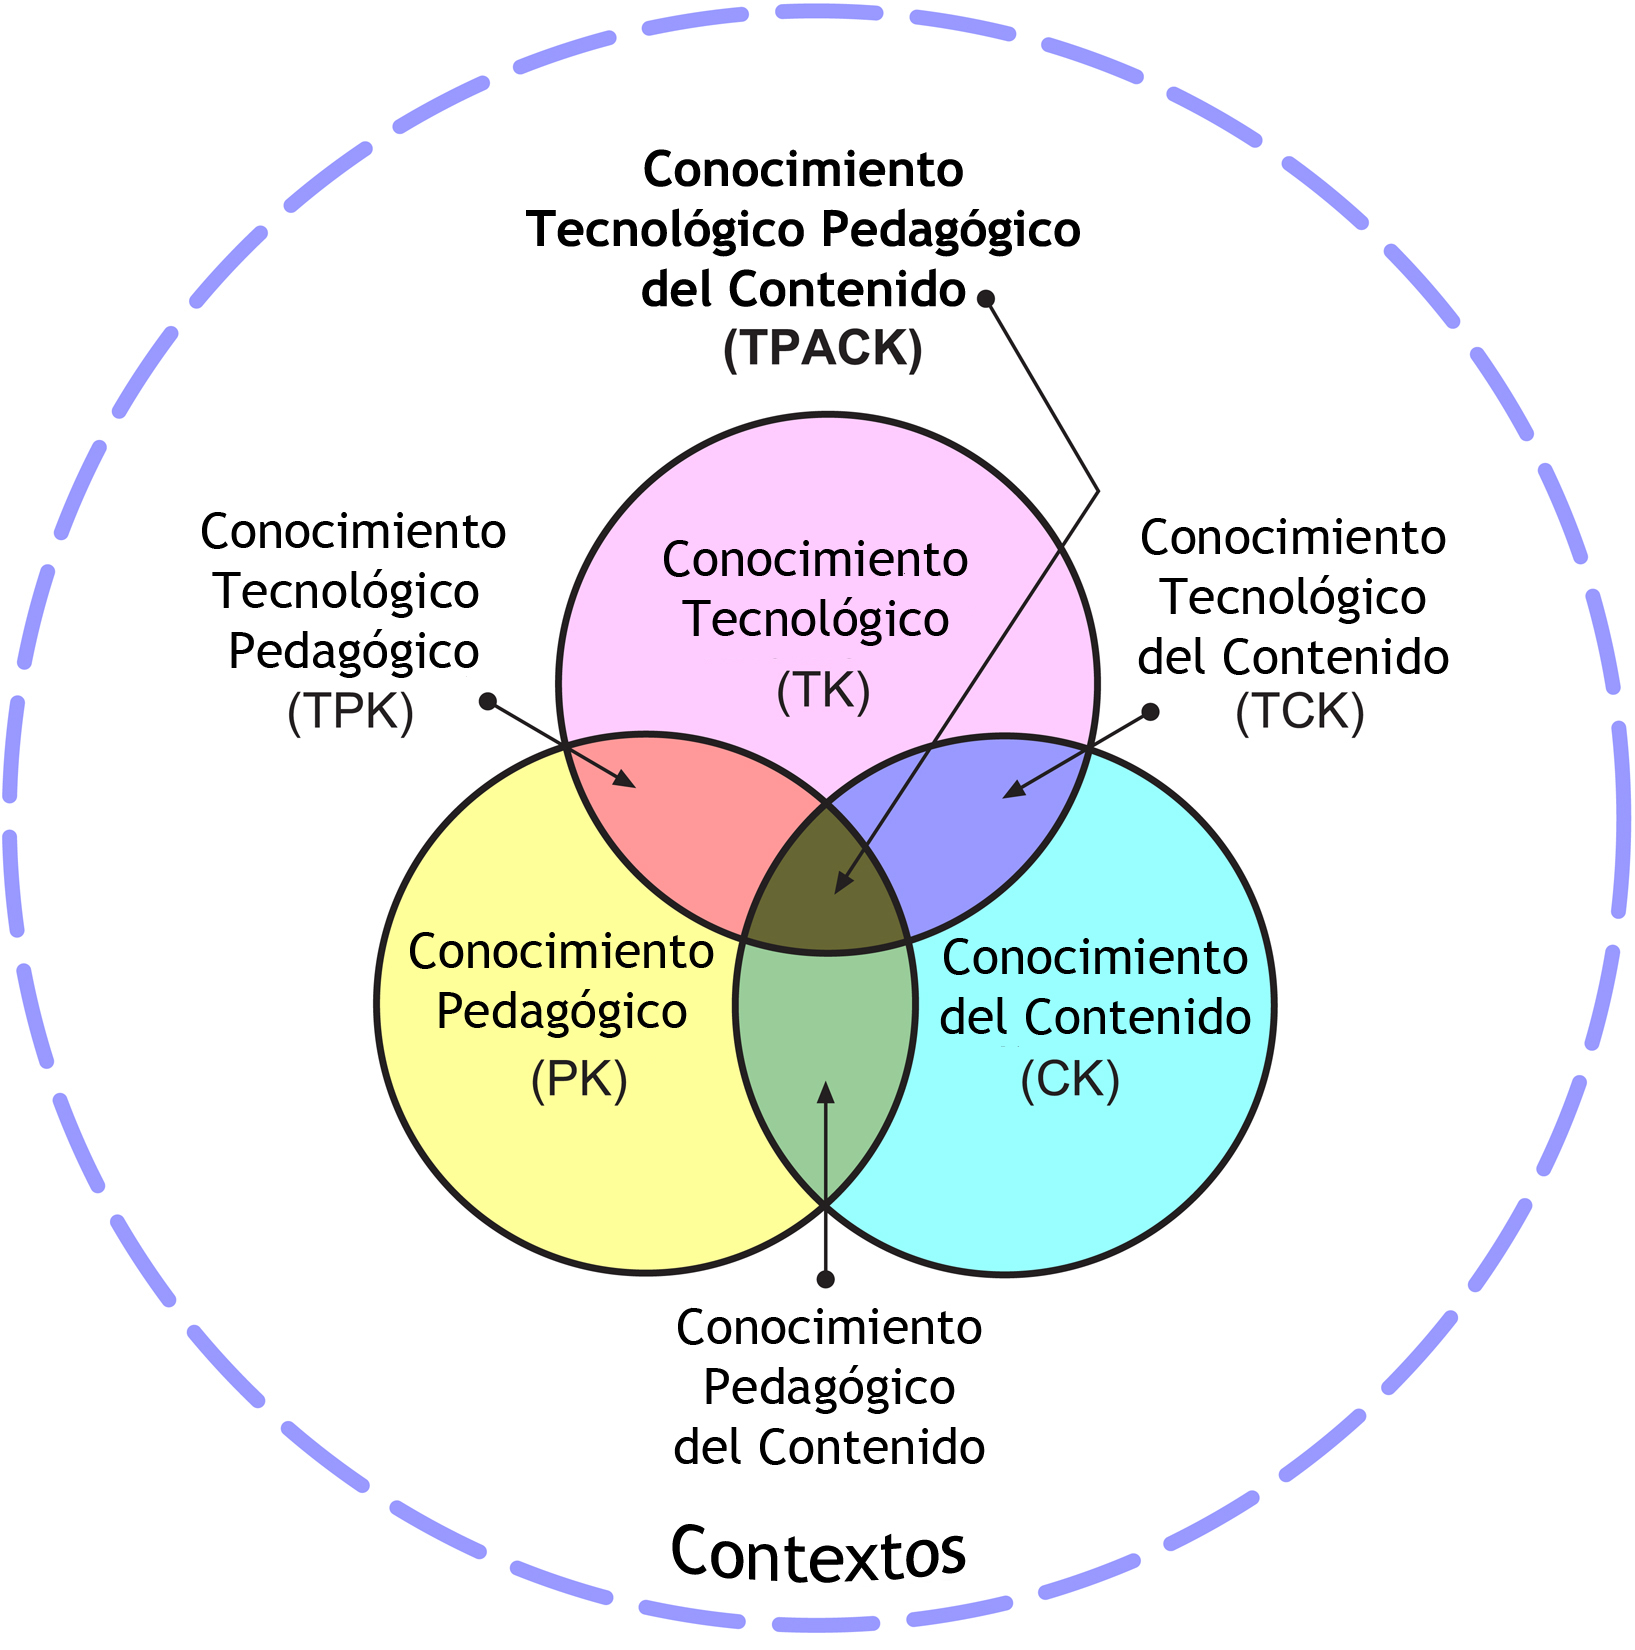 Conocimiento
Tecnológico Pedagógico
del Contenido
(TPACK)
Conocimiento
Tecnológico
Pedagógico
(TPK)
Conocimiento
Tecnológico
(TK)
Conocimiento
Tecnológico
del Contenido
(TCK)
Conocimiento
Pedagógico
(PK)
Conocimiento
del Contenido
(CK)
Conocimiento
Pedagógico
del Contenido
Contextos